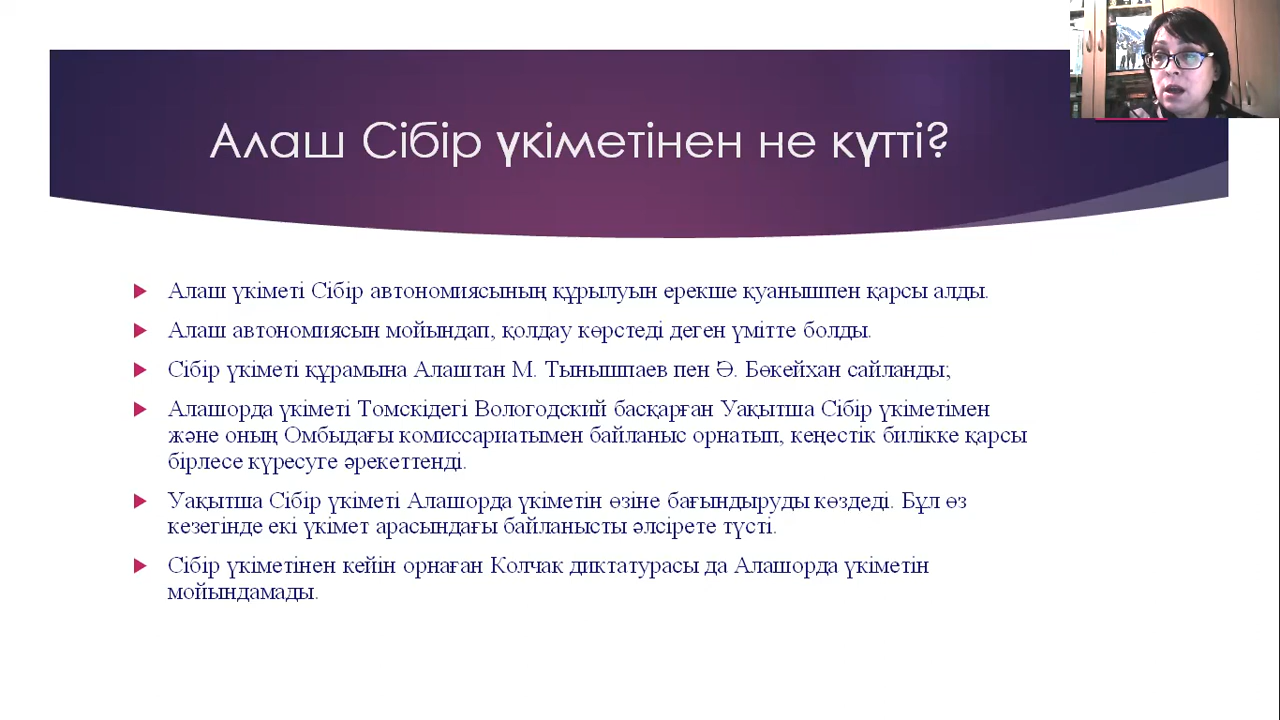 Алаш Сібір үкіметінен не күтті?
Алаш үкіметі Сібір автономиясының құрылуын ерекше қуанышпен қарсы алды.
Алаш автономиясын мойындап, қолдау көрстеді деген үмітте болды.
Сібір үкіметі құрамына Алаштан М. Тынышпаев пен Ә. Бөкейхан сайланды;
Алашорда үкіметі Томскідегі Вологодский басқарған Уақытша Сібір үкіметімен
және оның Омбыдағы комиссариатымен байланыс орнатып, кеңестік билікке қарсы
бірлесе күресуге әрекеттенді.
Уақытша Сібір үкіметі Алашорда үкіметін өзіне бағындыруды көздеді. Бұл өз
кезегінде екі үкімет арасындағы байланысты әлсірете түсті.
Сібір үкіметінен кейін орнаған Колчак диктатурасы да Алашорда үкіметін
мойындамады.